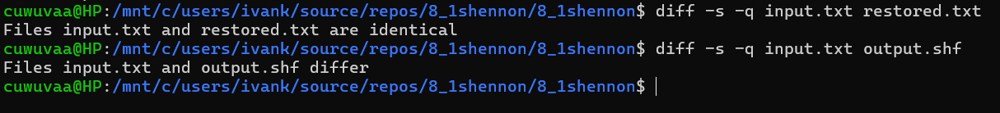 cuwuvaa@HP:/mnt/c/users/ivank/source/repos/8_1shennon/8_1shennon$ diff -s -q input.txt restored.txt
Files input.txt and restored.txt are identical
cuwuvaa@HP:/mnt/c/users/ivank/source/repos/8_1shennon/8_1shennon$ diff -s -q input.txt output.shf
Files input.txt and output.shf differ
cuwuvaa@HP:/mnt/c/users/ivank/source/repos/8_1shennon/8_1shennon$